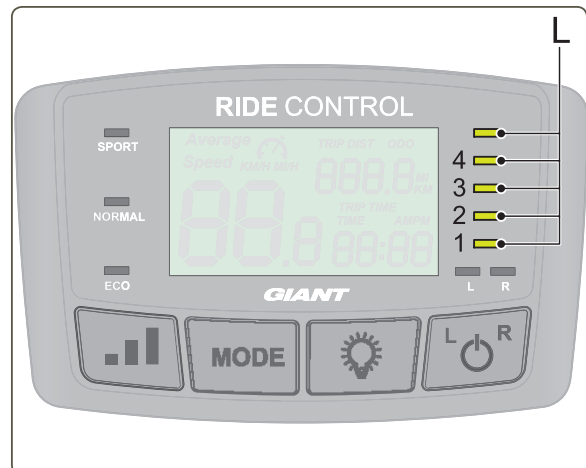 L
RIDE CONTROL
SPORT
Average
TRIP DIST ODO
Speed KM/H MI/H
888.8 MI
KM
4
3
NORMAL
TRIP TIME
2
TIME AMPM
88.8
88:88
1
ECO
GIANT
L R
MODE
L R